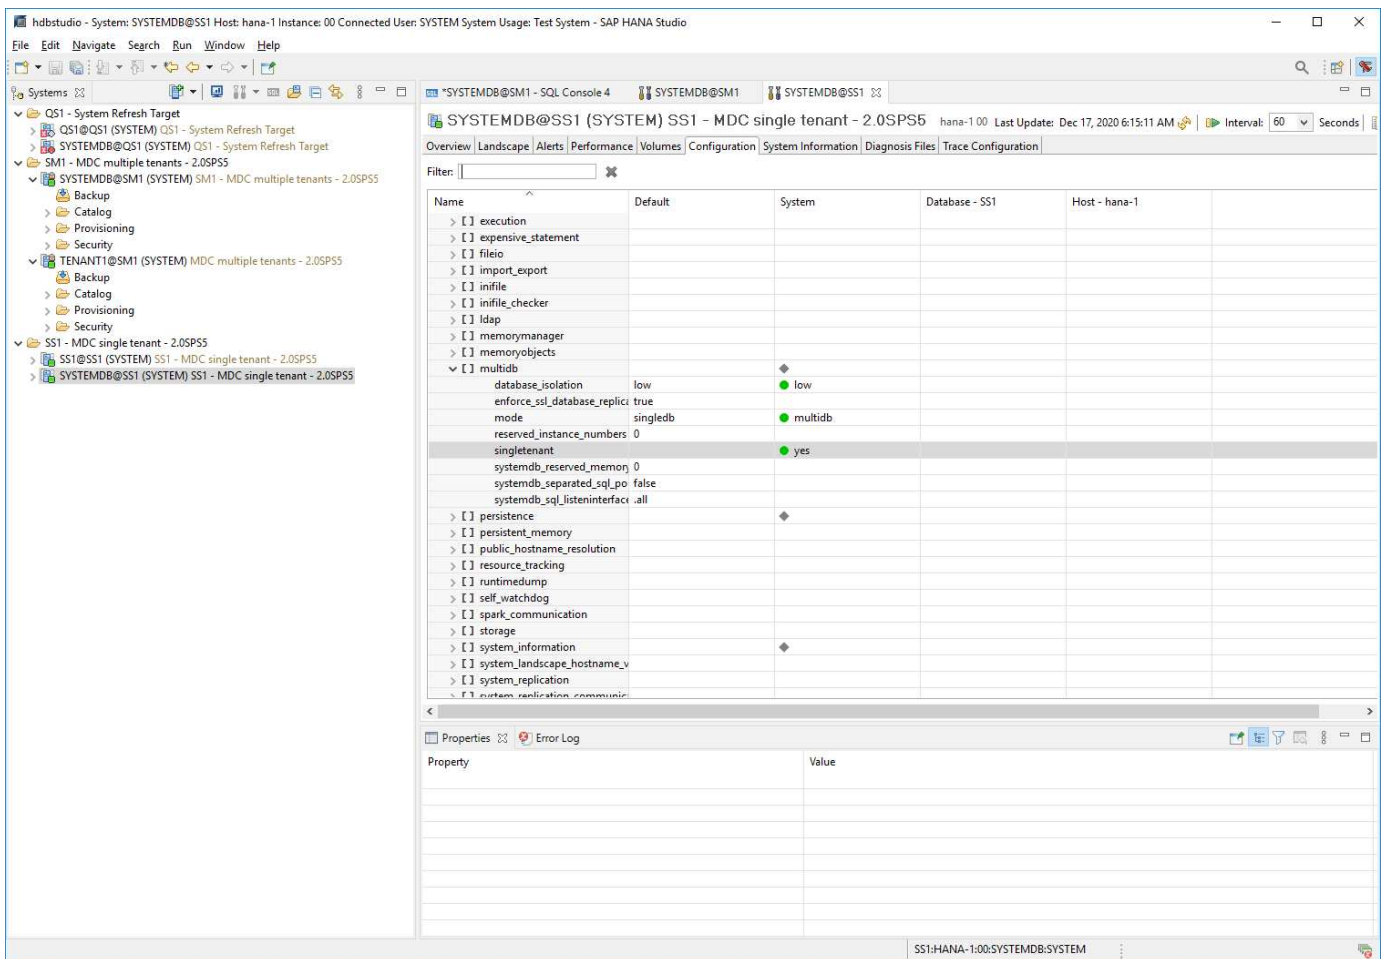 hdbstudio - System: SYSTEMDB@SS1 Host: hana-1 Instance: 00 Connected User: SYSTEM System Usage: Test System - SAP HANA Studio
File Edit Navigate Search Run Window Help
Systems
QS1 - System Refresh Target
QS1@QS1 (SYSTEM) QS1 - System Refresh Target
SYSTEMDB@QS1 (SYSTEM) QS1 - System Refresh Target
SM1 - MDC multiple tenants - 2.0SPS5
SYSTEMDB@SM1 (SYSTEM) SM1 - MDC multiple tenants - 2.0SPS5
Backup
Catalog
Provisioning
Security
TENANT1@SM1 (SYSTEM) MDC multiple tenants - 2.0SPS5
Backup
Catalog
Provisioning
Security
SS1 - MDC single tenant - 2.0SPS5
SS1@SS1 (SYSTEM) SS1 - MDC single tenant - 2.0SPS5
SYSTEMDB@SS1 (SYSTEM) SS1 - MDC single tenant - 2.0SPS5
*SYSTEMDB@SM1 - SQL Console 4 SYSTEMDB@SM1 SYSTEMDB@SS1
SYSTEMDB@SS1 (SYSTEM) SS1 - MDC single tenant - 2.0SPS5 hana-1 00 Last Update: Dec 17, 2020 6:15:11 AM Interval: 60 Seconds
Overview Landscape Alerts Performance Volumes Configuration System Information Diagnosis Files Trace Configuration
Filter:
Name Default System Database - SS1 Host - hana-1
[ ] execution
[ ] expensive_statement
[ ] fileio
[ ] import_export
[ ] inifile
[ ] inifile_checker
[ ] ldap
[ ] memorymanager
[ ] memoryobjects
[ ] multidb
database_isolation low low
enforce_ssl_database_replica true
mode singledb multidb
reserved_instance_numbers 0
singletenant yes
systemdb_reserved_memory 0
systemdb_separated_sql_po false
systemdb_sql_listeninterface .all
[ ] persistence
[ ] persistent_memory
[ ] public_hostname_resolution
[ ] resource_tracking
[ ] runtimedump
[ ] self_watchdog
[ ] spark_communication
[ ] storage
[ ] system_information
[ ] system_landscape_hostname_v
[ ] system_replication
[ ] system_replication_communic
Properties Error Log
Property Value
SS1:HANA-1:00:SYSTEMDB:SYSTEM